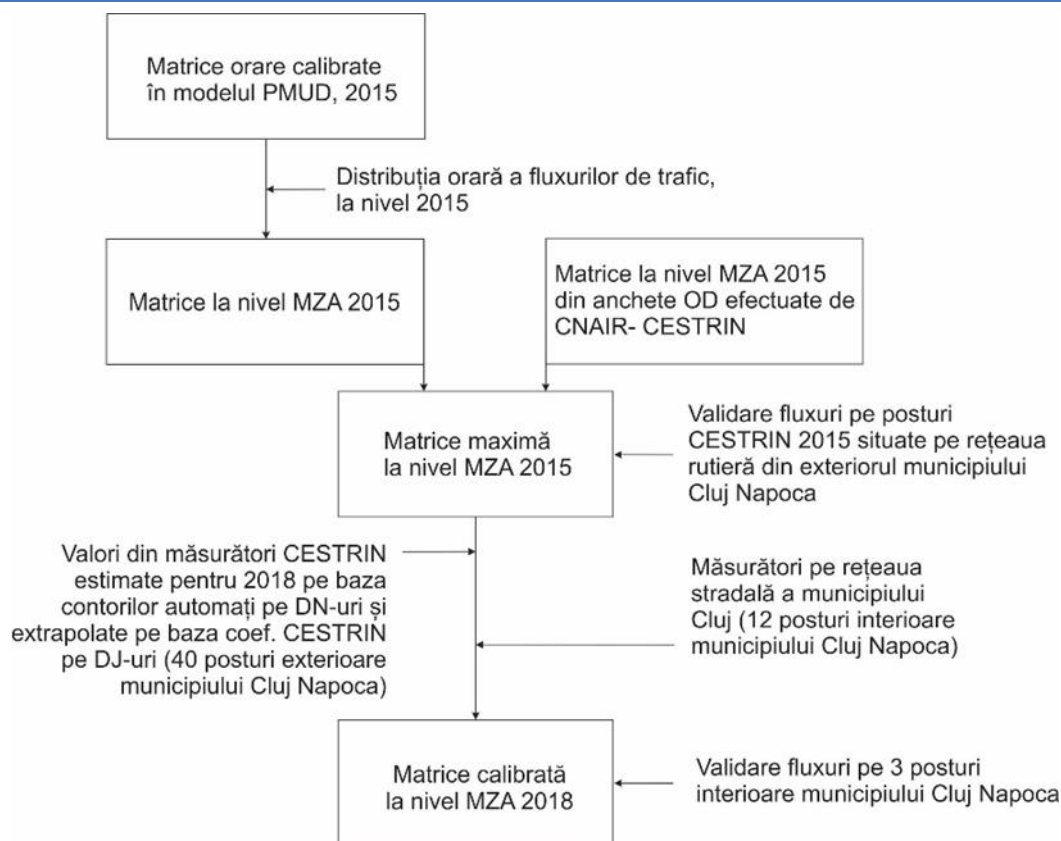 Matrice orare calibrate
în modelul PMUD, 2015
Distribuția orară a fluxurilor de trafic,
la nivel 2015
Matrice la nivel MZA 2015
Matrice la nivel MZA 2015
din anchete OD efectuate de
CNAIR- CESTRIN
Matrice maximă
la nivel MZA 2015
Validare fluxuri pe posturi
CESTRIN 2015 situate pe rețeaua
rutieră din exteriorul municipiului
Cluj Napoca
Valori din măsurători CESTRIN
estimate pentru 2018 pe baza
contorilor automați pe DN-uri și
extrapolate pe baza coef. CESTRIN
pe DJ-uri (40 posturi exterioare
municipiului Cluj Napoca)
Măsurători pe rețeaua
stradală a municipiului
Cluj (12 posturi interioare
municipiului Cluj Napoca)
Matrice calibrată
la nivel MZA 2018
Validare fluxuri pe 3 posturi
interioare municipiului Cluj Napoca